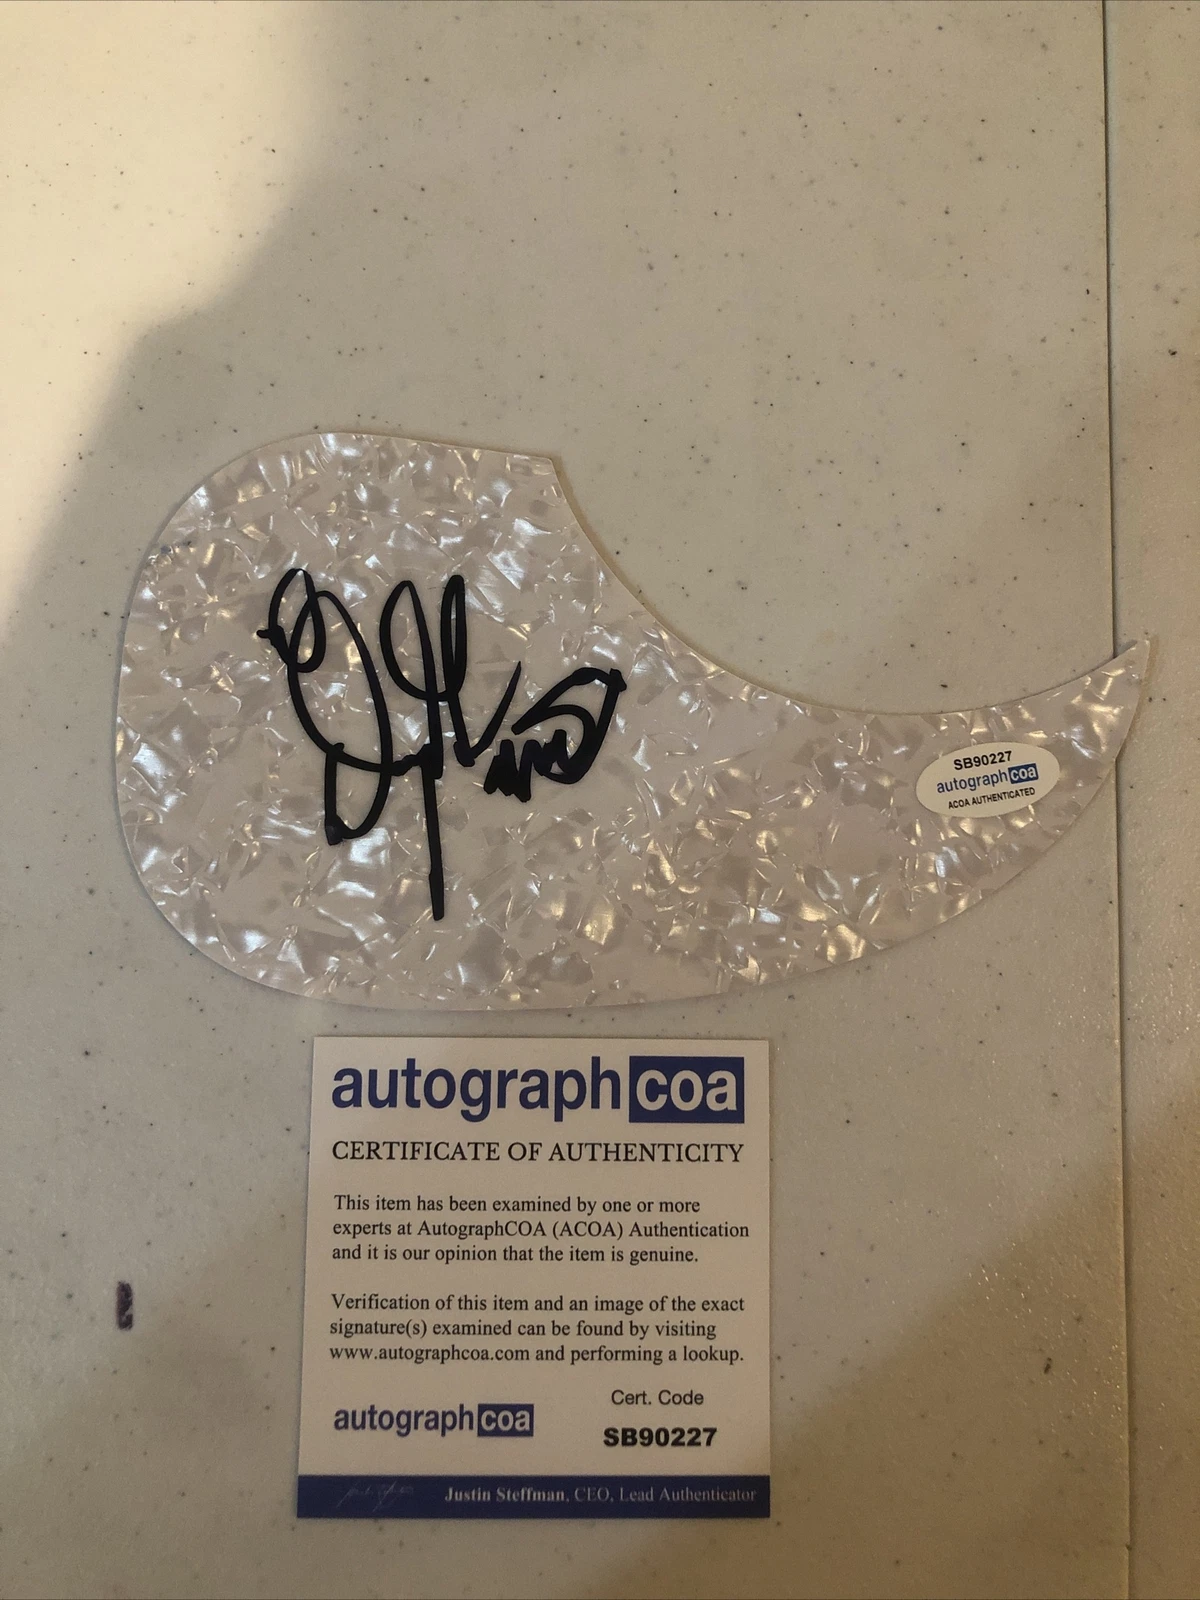 SB90227
autographcoa
ACOA AUTHENTICATED
autographcoa
CERTIFICATE OF AUTHENTICITY
This item has been examined by one or more
experts at AutographCOA (ACOA) Authentication
and it is our opinion that the item is genuine.
Verification of this item and an image of the exact
signature(s) examined can be found by visiting
www.autographcoa.com and performing a lookup.
Cert. Code
autographcoa
SB90227
Justin Steffman, CEO, Lead Authenticator